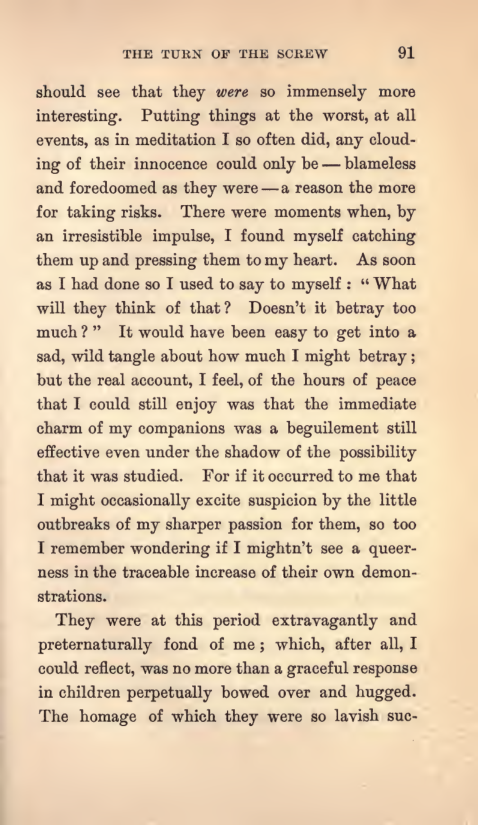 THE TURN OF THE SCREW 91
should see that they were so immensely more
interesting. Putting things at the worst, at all
events, as in meditation I so often did, any cloud-
ing of their innocence could only be — blameless
and foredoomed as they were — a reason the more
for taking risks. There were moments when, by
an irresistible impulse, I found myself catching
them up and pressing them to my heart. As soon
as I had done so I used to say to myself : “ What
will they think of that ? Doesn’t it betray too
much ? ” It would have been easy to get into a
sad, wild tangle about how much I might betray ;
but the real account, I feel, of the hours of peace
that I could still enjoy was that the immediate
charm of my companions was a beguilement still
effective even under the shadow of the possibility
that it was studied. For if it occurred to me that
I might occasionally excite suspicion by the little
outbreaks of my sharper passion for them, so too
I remember wondering if I mightn’t see a queer-
ness in the traceable increase of their own demon-
strations.
They were at this period extravagantly and
preternaturally fond of me ; which, after all, I
could reflect, was no more than a graceful response
in children perpetually bowed over and hugged.
The homage of which they were so lavish suc-